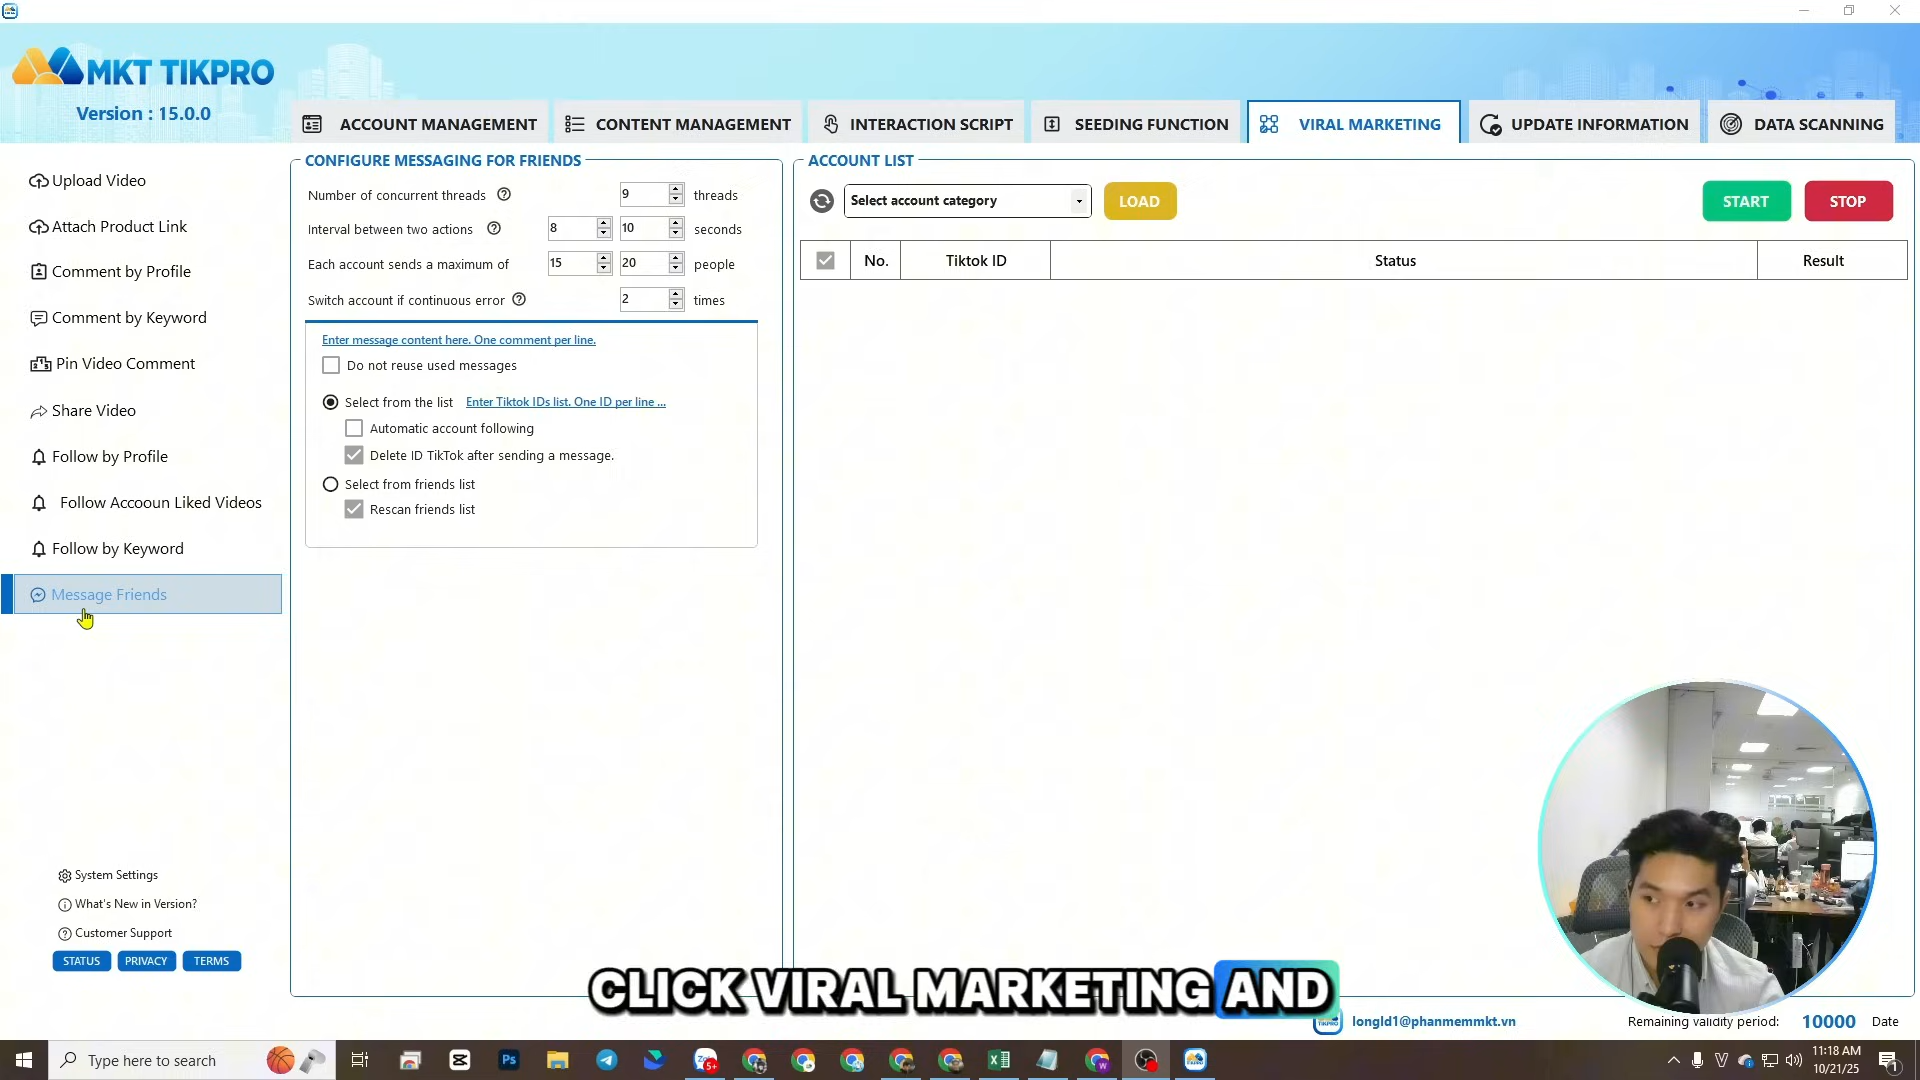 MKT TIKPRO
Version : 15.0.0
ACCOUNT MANAGEMENT
CONTENT MANAGEMENT
INTERACTION SCRIPT
SEEDING FUNCTION
VIRAL MARKETING
UPDATE INFORMATION
DATA SCANNING
Upload Video
Attach Product Link
Comment by Profile
Comment by Keyword
Pin Video Comment
Share Video
Follow by Profile
Follow Accooun Liked Videos
Follow by Keyword
Message Friends
System Settings
What's New in Version?
Customer Support
STATUS PRIVACY TERMS
CONFIGURE MESSAGING FOR FRIENDS
Number of concurrent threads 9 threads
Interval between two actions 8 10 seconds
Each account sends a maximum of 15 20 people
Switch account if continuous error 2 times
Enter message content here. One comment per line.
Do not reuse used messages
Select from the list Enter Tiktok IDs list. One ID per line ...
Automatic account following
Delete ID TikTok after sending a message.
Select from friends list
Rescan friends list
ACCOUNT LIST
Select account category LOAD START STOP
No. Tiktok ID Status Result
CLICK VIRAL MARKETING AND
longld1@phanmemmkt.vn
Remaining validity period: 10000 Date
Type here to search
11:18 AM
10/21/25